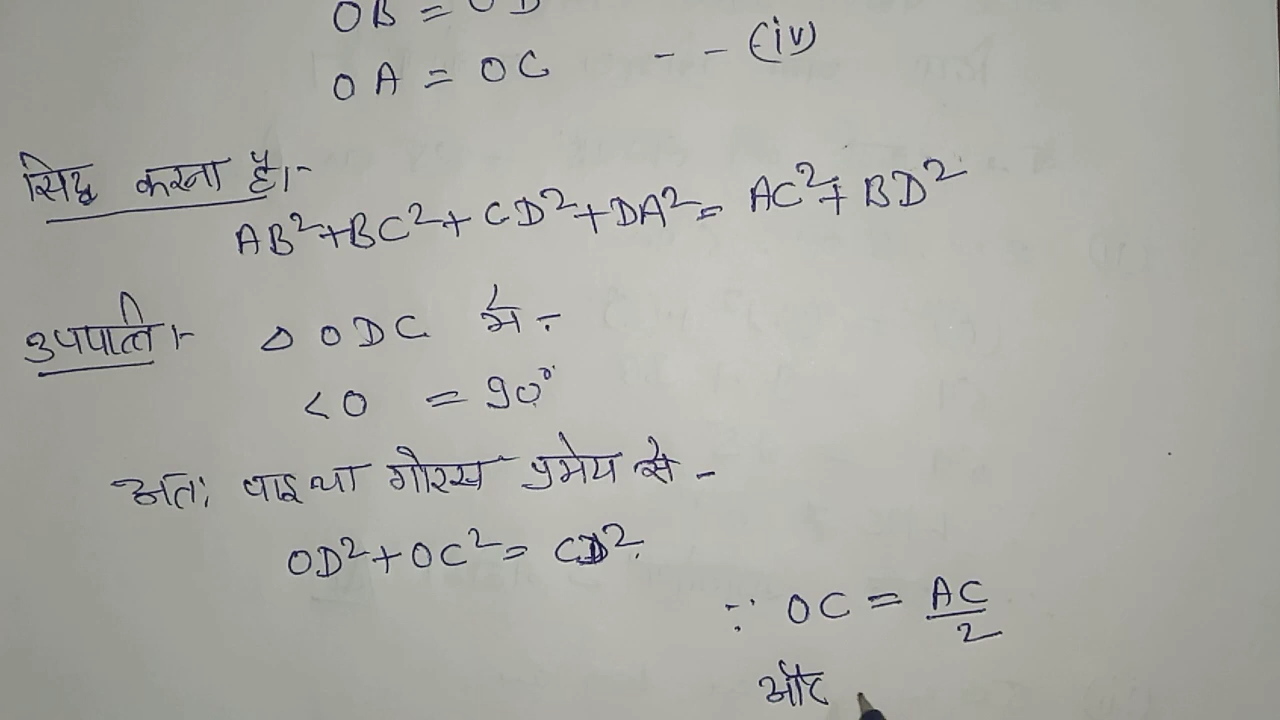 OB = OD
OA = OC - - (iv)
सिद्ध करना है।-
AB²+BC²+CD²+DA²= AC²+BD²
उपपत्ति।- △ODC में -
<O = 90°
अतः पाइथा गोरस प्रमेय से -
OD²+OC²= CD²
∵ OC = AC/2
और